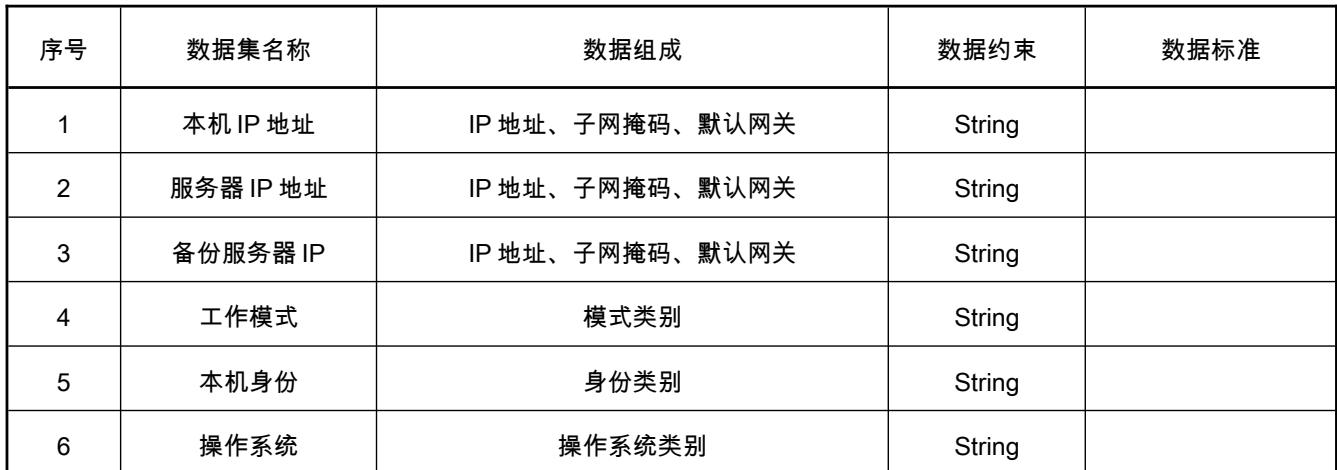 序号 数据集名称 数据组成 数据约束 数据标准
1 本机 IP 地址 IP 地址、子网掩码、默认网关 String
2 服务器 IP 地址 IP 地址、子网掩码、默认网关 String
3 备份服务器 IP IP 地址、子网掩码、默认网关 String
4 工作模式 模式类别 String
5 本机身份 身份类别 String
6 操作系统 操作系统类别 String